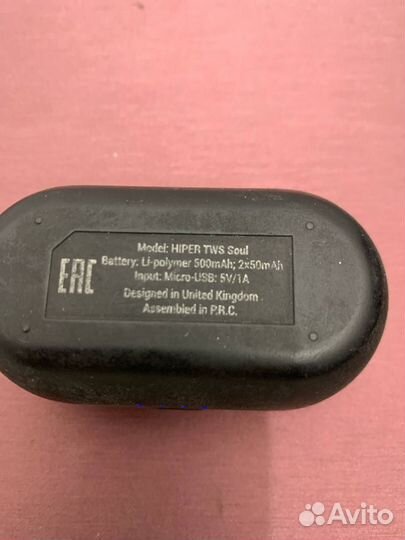 Model: HIPER TWS Soul
Battery: Li-polymer 500mAh; 2x50mAh
EAC
Input: Micro-USB: 5V/1A
Designed in United Kingdom
Assembled in P.R.C.
Avito